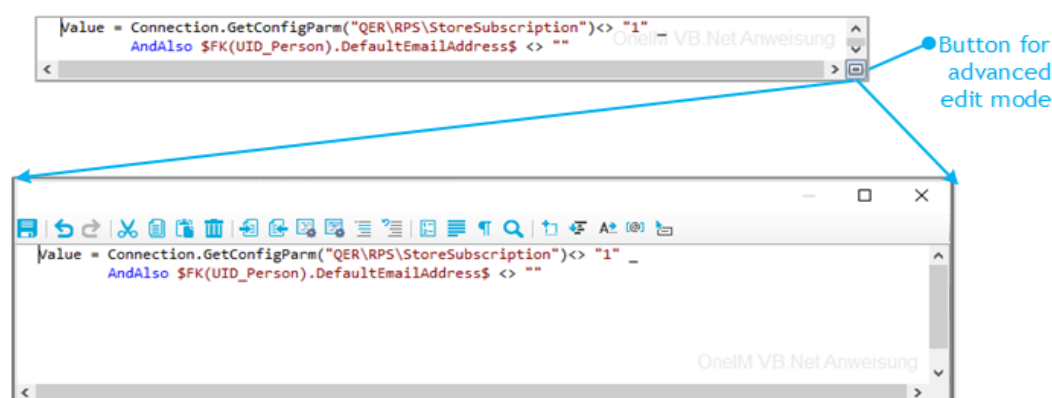 Value = Connection.GetConfigParm("QER\RPS\StoreSubscription")<> "1" _
AndAlso $FK(UID_Person).DefaultEmailAddress$ <> ""
OneIM VB.Net Anweisung
Button for
advanced
edit mode
Value = Connection.GetConfigParm("QER\RPS\StoreSubscription")<> "1" _
AndAlso $FK(UID_Person).DefaultEmailAddress$ <> ""
OneIM VB.Net Anweisung